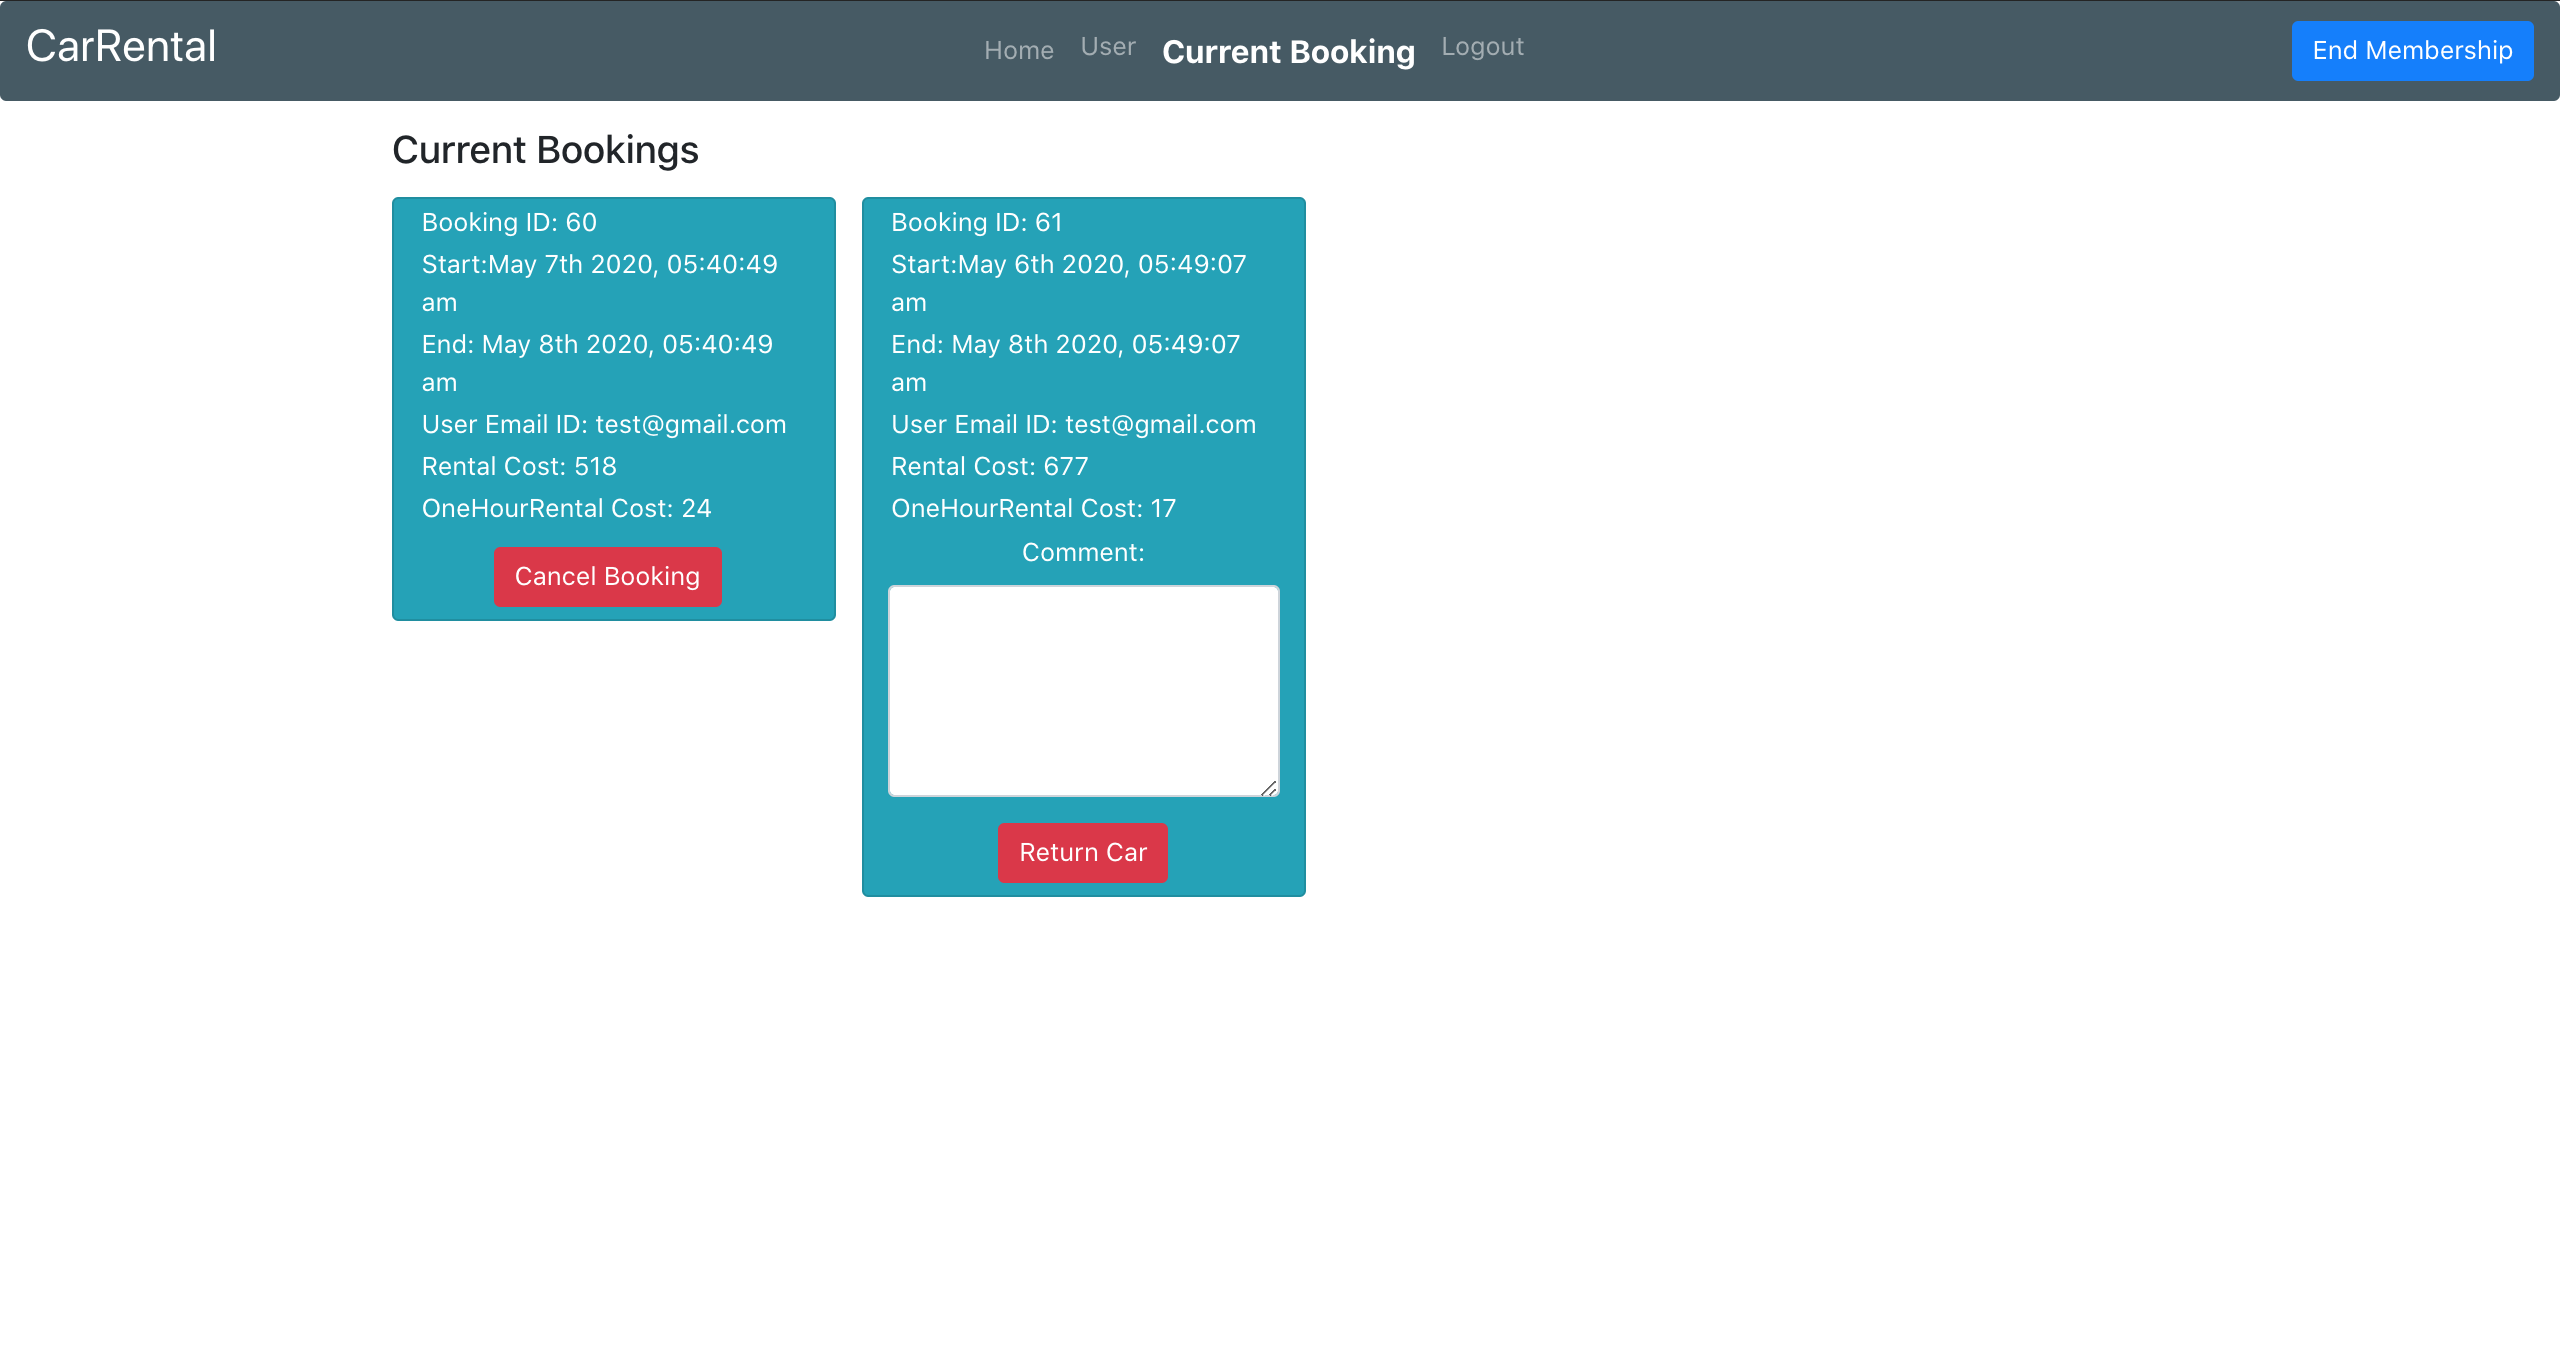 CarRental
Home User Current Booking Logout
End Membership
Current Bookings
Booking ID: 60
Start:May 7th 2020, 05:40:49
am
End: May 8th 2020, 05:40:49
am
User Email ID: test@gmail.com
Rental Cost: 518
OneHourRental Cost: 24
Cancel Booking
Booking ID: 61
Start:May 6th 2020, 05:49:07
am
End: May 8th 2020, 05:49:07
am
User Email ID: test@gmail.com
Rental Cost: 677
OneHourRental Cost: 17
Comment:
Return Car